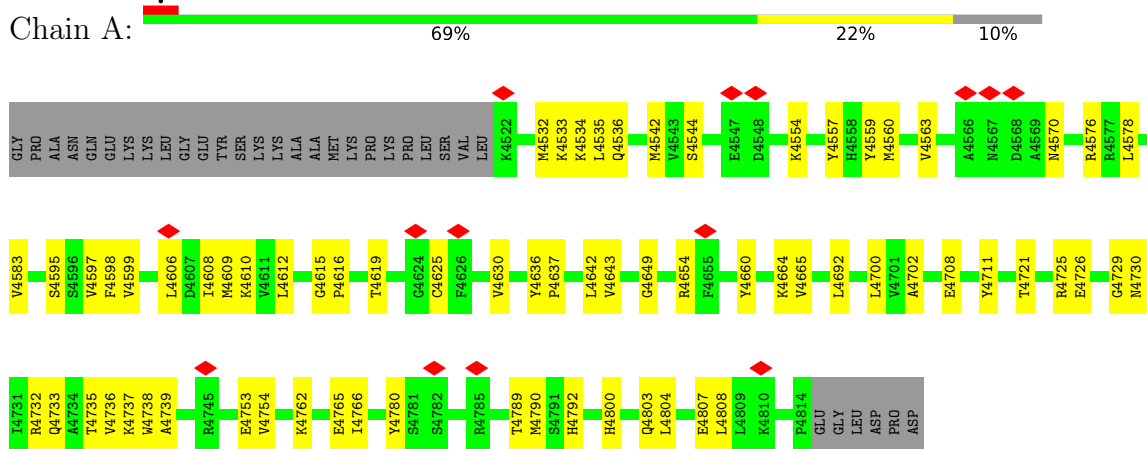 Chain A:
69% 22% 10%
GLY PRO ALA ASN GLN GLU LYS LYS LEU GLY GLU TYR SER LYS LYS ALA ALA MET LYS PRO LYS PRO LEU SER VAL LEU K4522 M4532 K4533 K4534 L4535 Q4536 M4542 V4543 S4544 E4547 D4548 K4554 Y4557 H4558 Y4559 M4560 V4563 A4566 N4567 D4568 A4569 N4570 R4576 R4577 L4578
V4583 S4595 S4596 V4597 F4598 V4599 L4606 D4607 I4608 M4609 K4610 V4611 L4612 G4615 P4616 T4619 G4624 C4625 F4626 V4630 Y4636 P4637 L4642 V4643 G4649 R4654 F4655 Y4660 K4664 V4665 L4692 L4700 V4701 A4702 E4708 Y4711 T4721 R4725 E4726 G4729 N4730
I4731 R4732 Q4733 A4734 T4735 V4736 K4737 W4738 A4739 R4745 E4753 V4754 K4762 E4765 I4766 Y4780 S4781 S4782 R4785 T4789 M4790 S4791 H4792 H4800 Q4803 L4804 E4807 L4808 L4809 K4810 P4814 GLU GLY LEU ASP PRO ASP